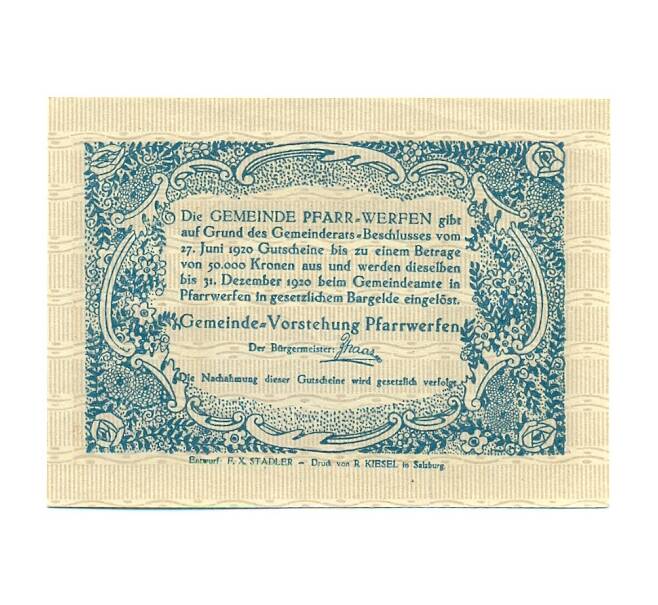 Die GEMEINDE PFARR-WERFEN gibt
auf Grund des Gemeinderats-Beschlusses vom
27. Juni 1920 Gutscheine bis zu einem Betrage
von 50.000 Kronen aus und werden dieselben
bis 31. Dezember 1920 beim Gemeindeamte in
Pfarrwerfen in gesetzlichem Bargelde eingelöst.
Gemeinde-Vorstehung Pfarrwerfen
Der Bürgermeister:
Die Nachahmung dieser Gutscheine wird gesetzlich verfolgt.
Entwurf: F. X. STADLER – Druck von R. KIESEL in Salzburg.